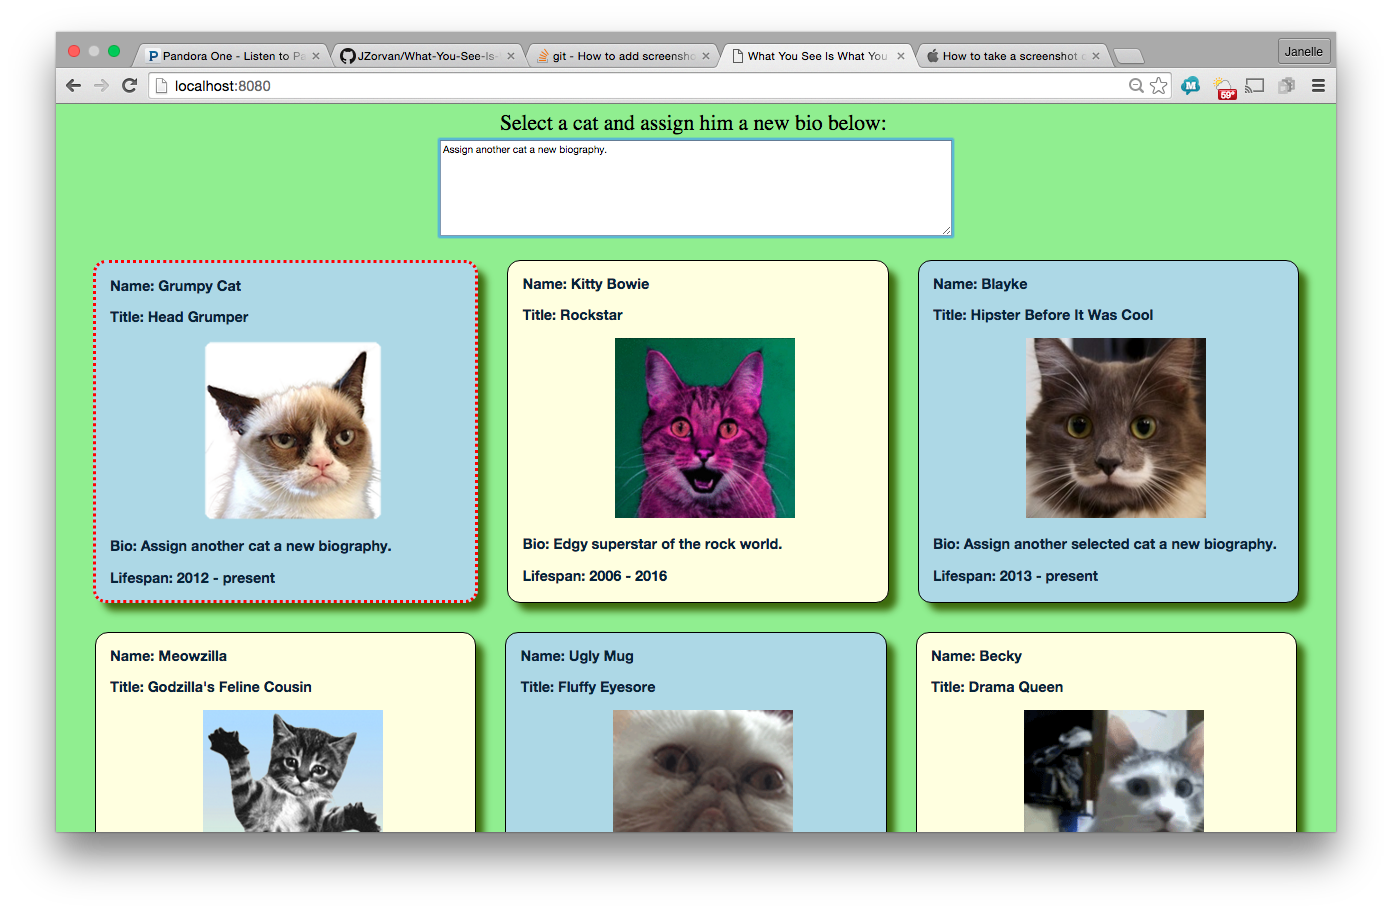 Pandora One - Listen to Pa
JZorvan/What-You-See-Is-
git - How to add screensho
What You See Is What You
How to take a screenshot o
Janelle
localhost:8080
M
59°
Select a cat and assign him a new bio below:
Assign another cat a new biography.
Name: Grumpy Cat
Title: Head Grumper
Bio: Assign another cat a new biography.
Lifespan: 2012 - present
Name: Kitty Bowie
Title: Rockstar
Bio: Edgy superstar of the rock world.
Lifespan: 2006 - 2016
Name: Blayke
Title: Hipster Before It Was Cool
Bio: Assign another selected cat a new biography.
Lifespan: 2013 - present
Name: Meowzilla
Title: Godzilla's Feline Cousin
Name: Ugly Mug
Title: Fluffy Eyesore
Name: Becky
Title: Drama Queen